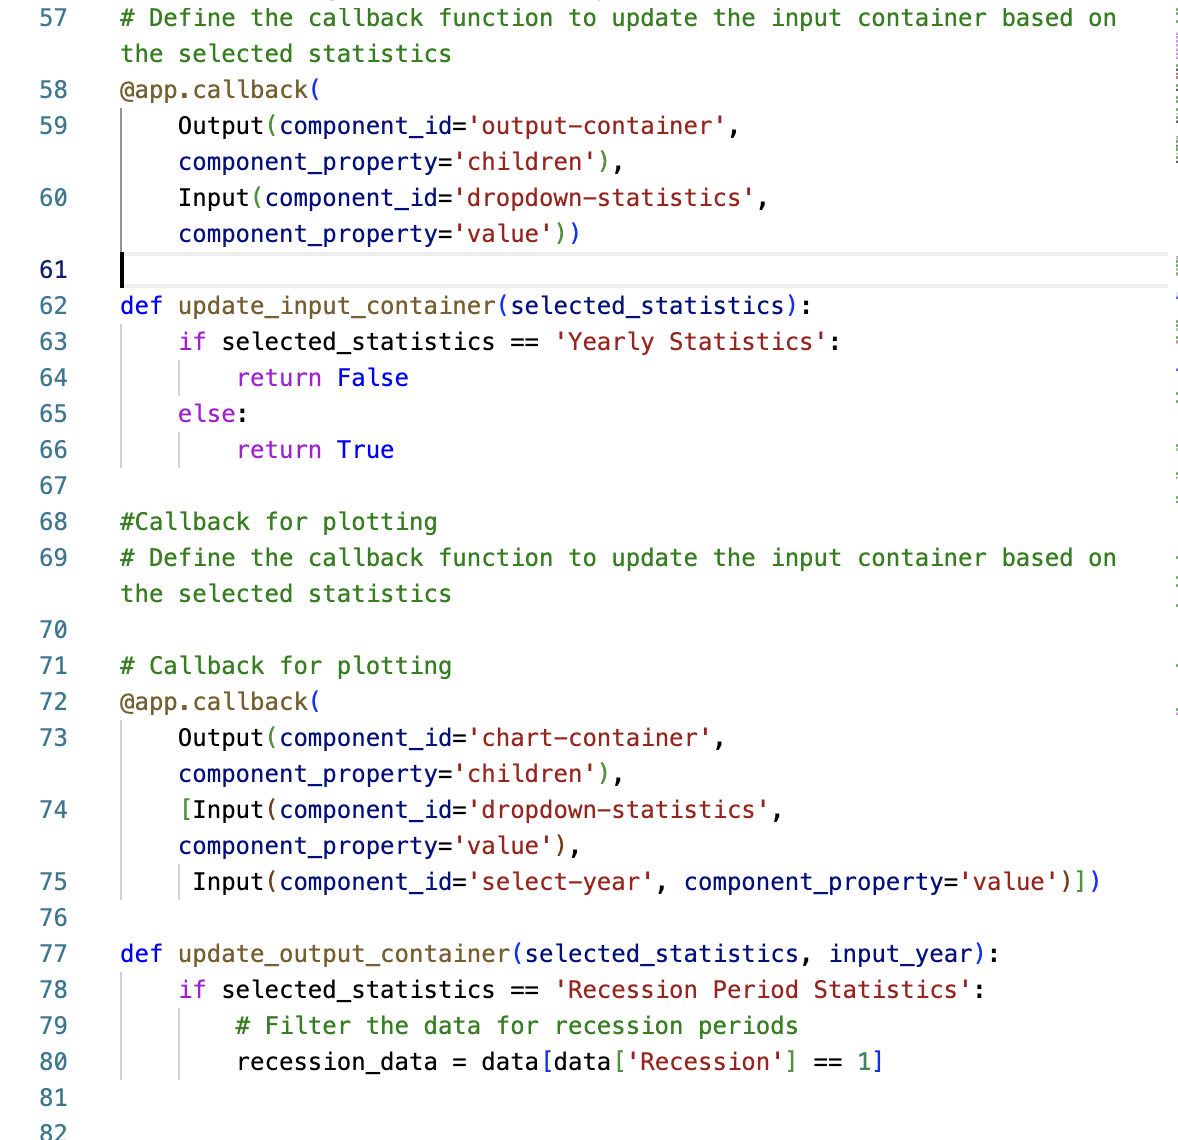 57 # Define the callback function to update the input container based on
the selected statistics
58 @app.callback(
59     Output(component_id='output-container',
    component_property='children'),
60     Input(component_id='dropdown-statistics',
    component_property='value'))
61
62 def update_input_container(selected_statistics):
63     if selected_statistics == 'Yearly Statistics':
64         return False
65     else:
66         return True
67
68 #Callback for plotting
69 # Define the callback function to update the input container based on
the selected statistics
70
71 # Callback for plotting
72 @app.callback(
73     Output(component_id='chart-container',
    component_property='children'),
74     [Input(component_id='dropdown-statistics',
    component_property='value'),
75      Input(component_id='select-year', component_property='value')])
76
77 def update_output_container(selected_statistics, input_year):
78     if selected_statistics == 'Recession Period Statistics':
79         # Filter the data for recession periods
80         recession_data = data[data['Recession'] == 1]
81
82